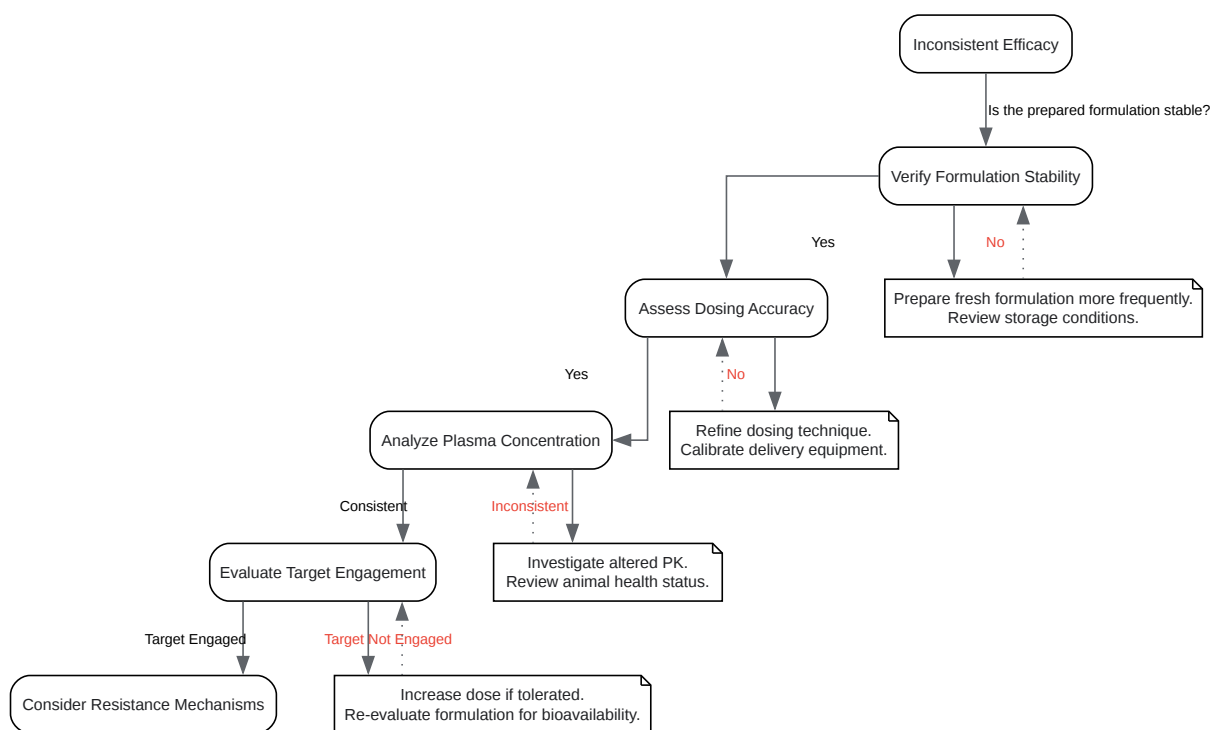 Inconsistent Efficacy
Is the prepared formulation stable?
Verify Formulation Stability
Yes
No
Assess Dosing Accuracy
Prepare fresh formulation more frequently.
Review storage conditions.
Yes
No
Analyze Plasma Concentration
Refine dosing technique.
Calibrate delivery equipment.
Consistent
Inconsistent
Evaluate Target Engagement
Investigate altered PK.
Review animal health status.
Target Engaged
Target Not Engaged
Consider Resistance Mechanisms
Increase dose if tolerated.
Re-evaluate formulation for bioavailability.